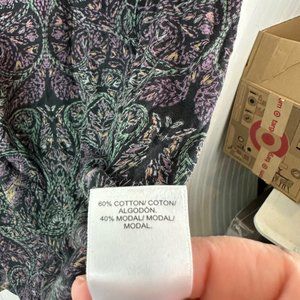 60% COTTON/ COTON/
ALGODÓN.
40% MODAL/ MODAL/
MODAL.